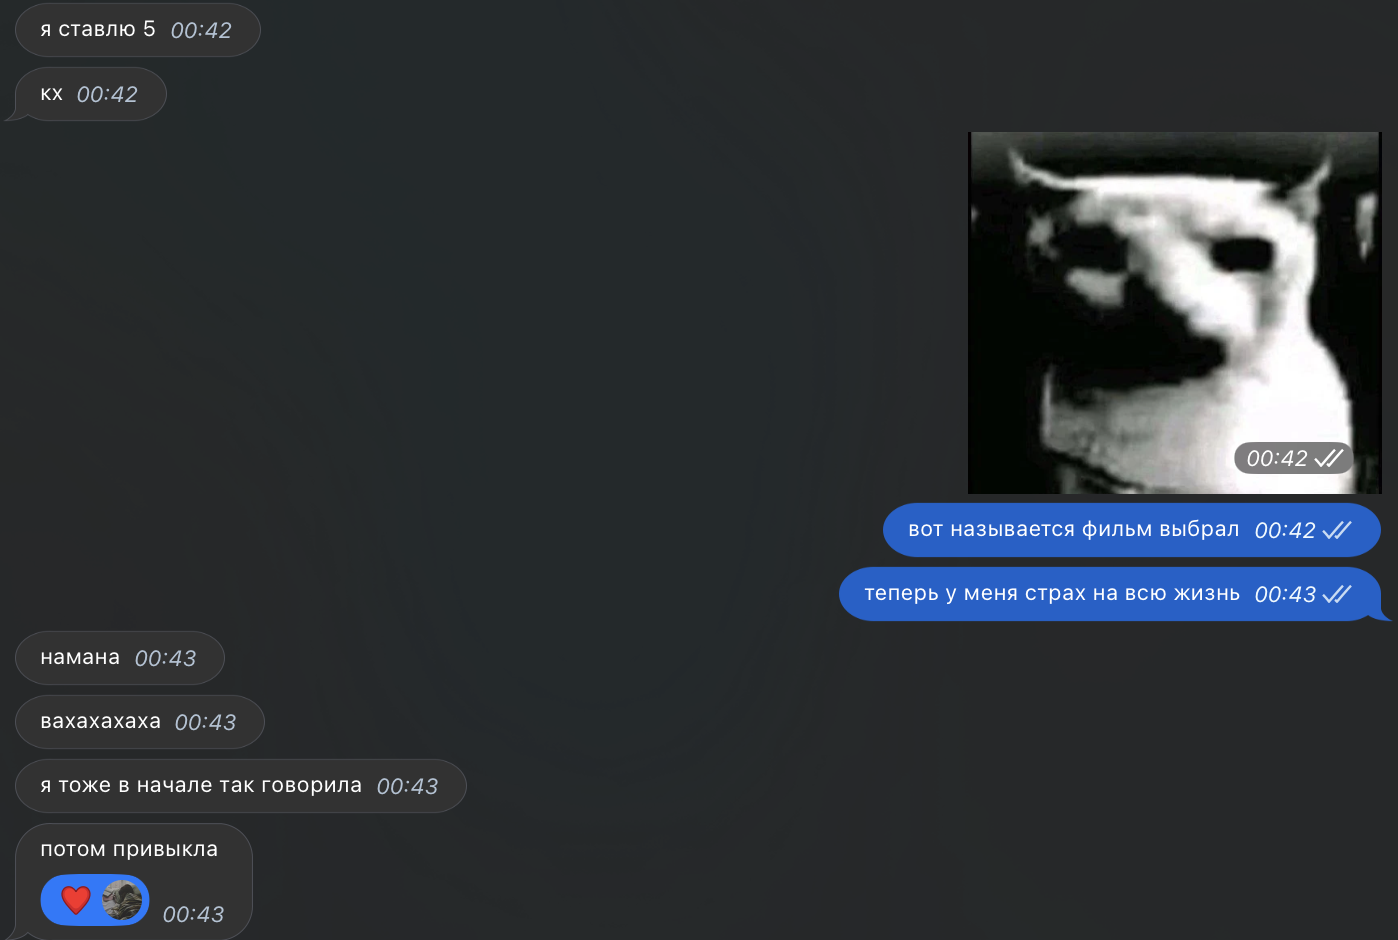 я ставлю 5 00:42
кх 00:42
00:42
вот называется фильм выбрал 00:42
теперь у меня страх на всю жизнь 00:43
намана 00:43
вахахахаха 00:43
я тоже в начале так говорила 00:43
потом привыкла
00:43